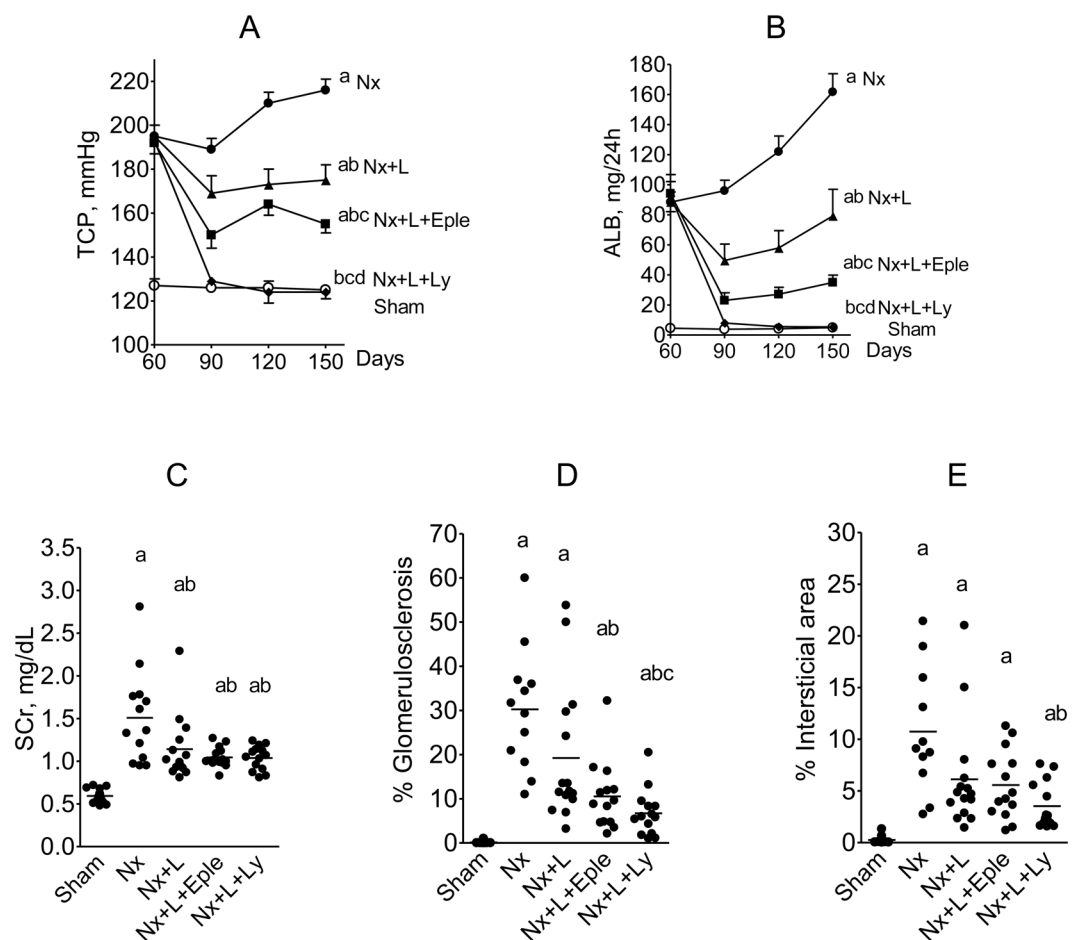 A
TCP, mmHg
220
200
180
160
140
120
100
60
90
120
150
Days
a Nx
ab Nx+L
abc Nx+L+Eple
bcd Nx+L+Ly
Sham
B
ALB, mg/24h
180
160
140
120
100
80
60
40
20
0
60
90
120
150
Days
a Nx
ab Nx+L
abc Nx+L+Eple
bcd Nx+L+Ly
Sham
C
SCr, mg/dL
3.5
3.0
2.5
2.0
1.5
1.0
0.5
0.0
a
ab
ab
ab
Sham
Nx
Nx+L
Nx+L+Eple
Nx+L+Ly
D
% Glomerulosclerosis
70
60
50
40
30
20
10
0
a
a
ab
abc
Sham
Nx
Nx+L
Nx+L+Eple
Nx+L+Ly
E
% Intersticial area
30
25
20
15
10
5
0
a
a
a
ab
Sham
Nx
Nx+L
Nx+L+Eple
Nx+L+Ly